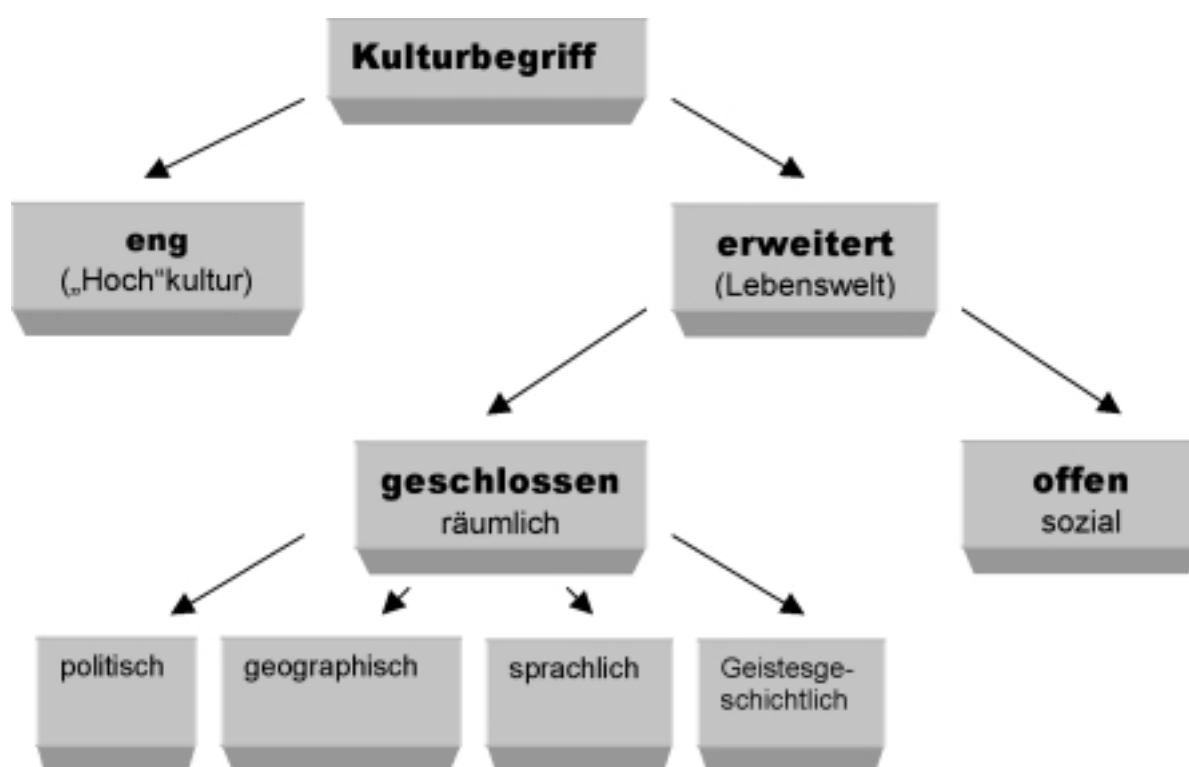 Kulturbegriff
eng
(„Hoch“kultur)
erweitert
(Lebenswelt)
geschlossen
räumlich
offen
sozial
politisch
geographisch
sprachlich
Geistesge-
schichtlich